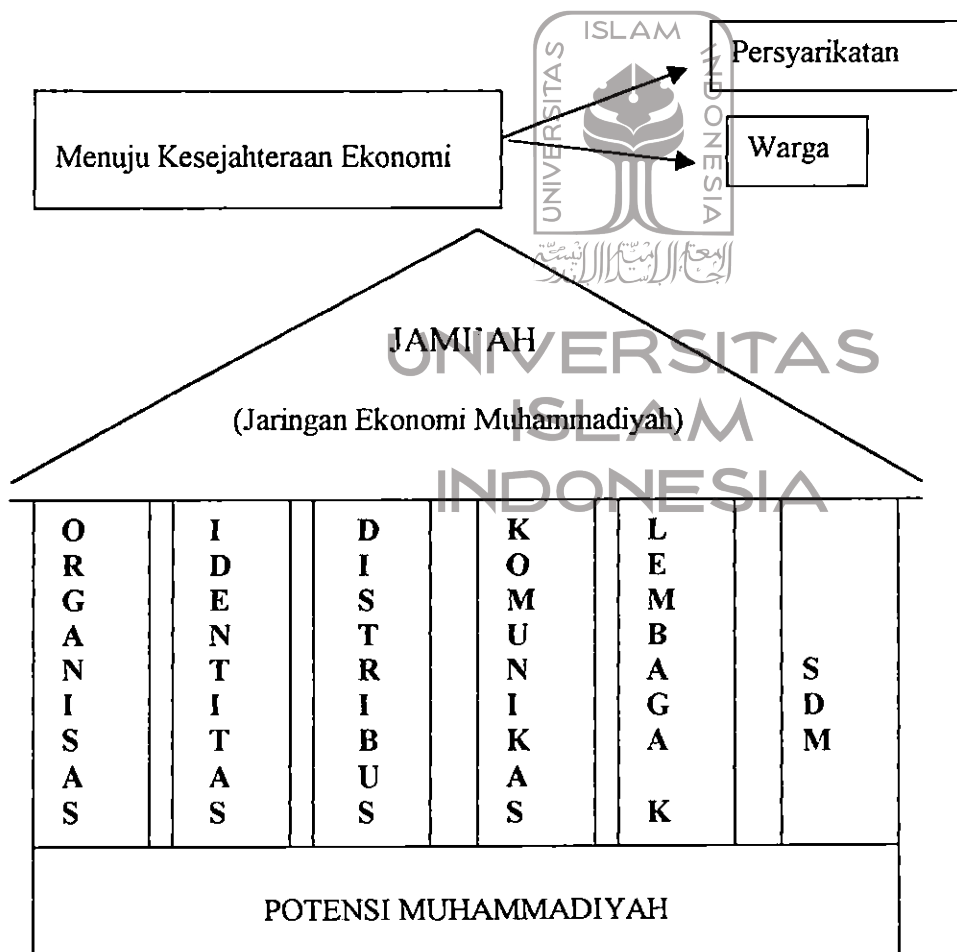 Persyarikatan
Menuju Kesejahteraan Ekonomi
Warga
UNIVERSITAS
ISLAM
INDONESIA
JAMI`AH
(Jaringan Ekonomi Muhammadiyah)
UNIVERSITAS
ISLAM
INDONESIA
ORGANISAS
IDENTITAS
DISTRIBUS
KOMUNIKAS
LEMBAGA K
SDM
POTENSI MUHAMMADIYAH